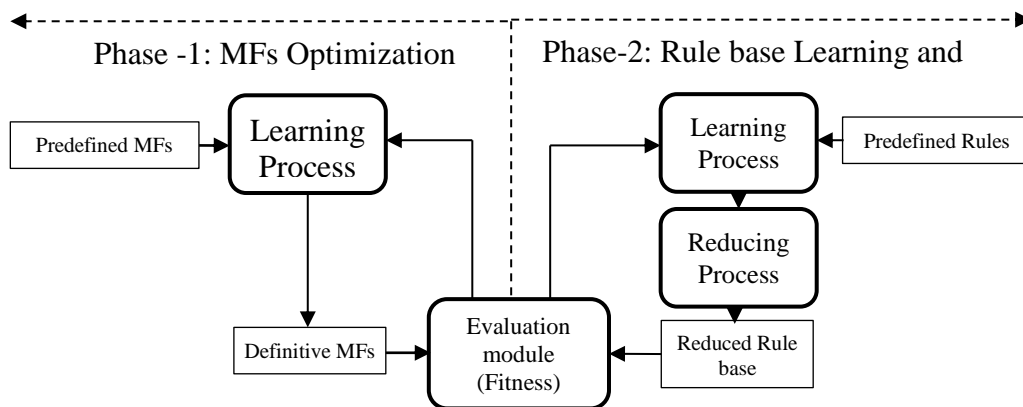 Phase -1: MFs Optimization
Phase-2: Rule base Learning and
Predefined MFs
Learning
Process
Learning
Process
Predefined Rules
Reducing
Process
Definitive MFs
Evaluation
module
(Fitness)
Reduced Rule
base